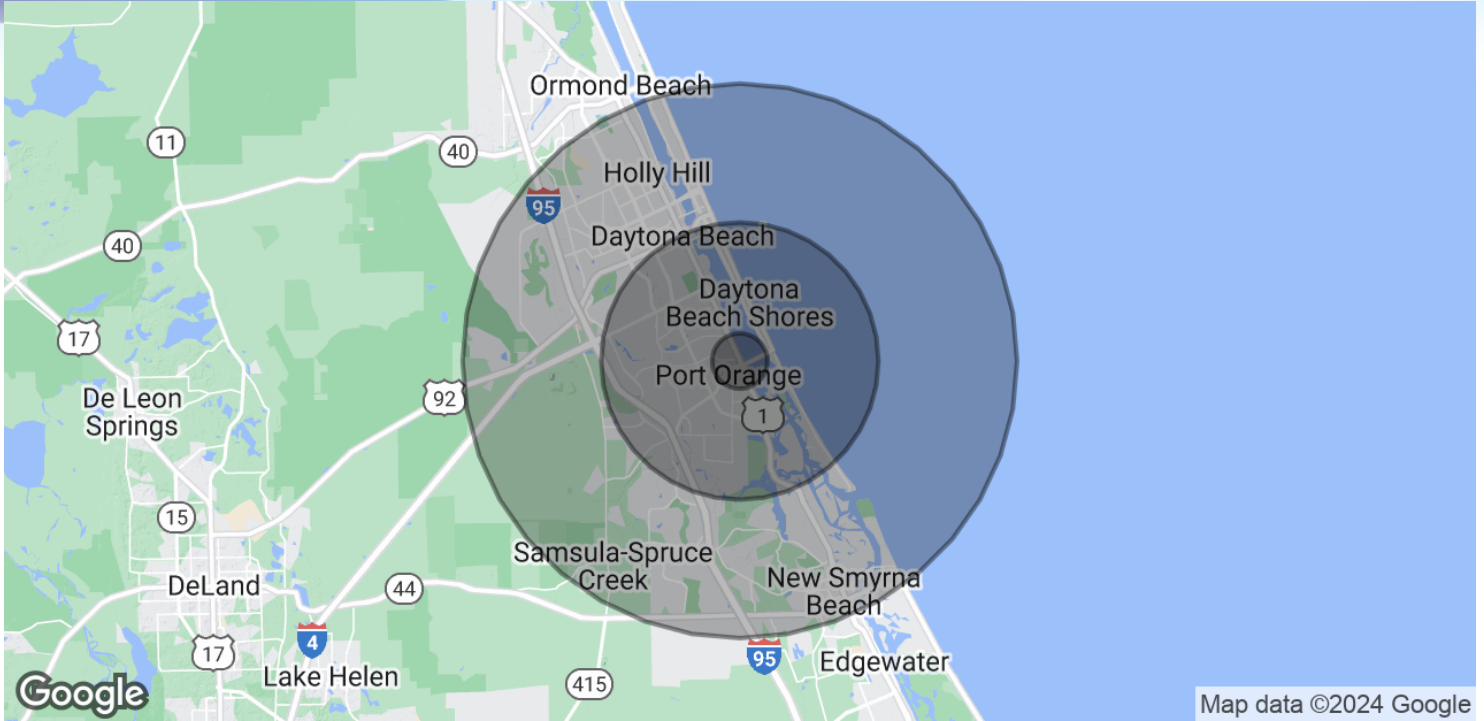 Ormond Beach
11
40
Holly Hill
95
Daytona Beach
40
Daytona
Beach Shores
17
Port Orange
De Leon
Springs
92
1
15
Samsula-Spruce
Creek
DeLand
44
New Smyrna
Beach
4
17
95
Edgewater
Lake Helen
415
Google
Map data ©2024 Google